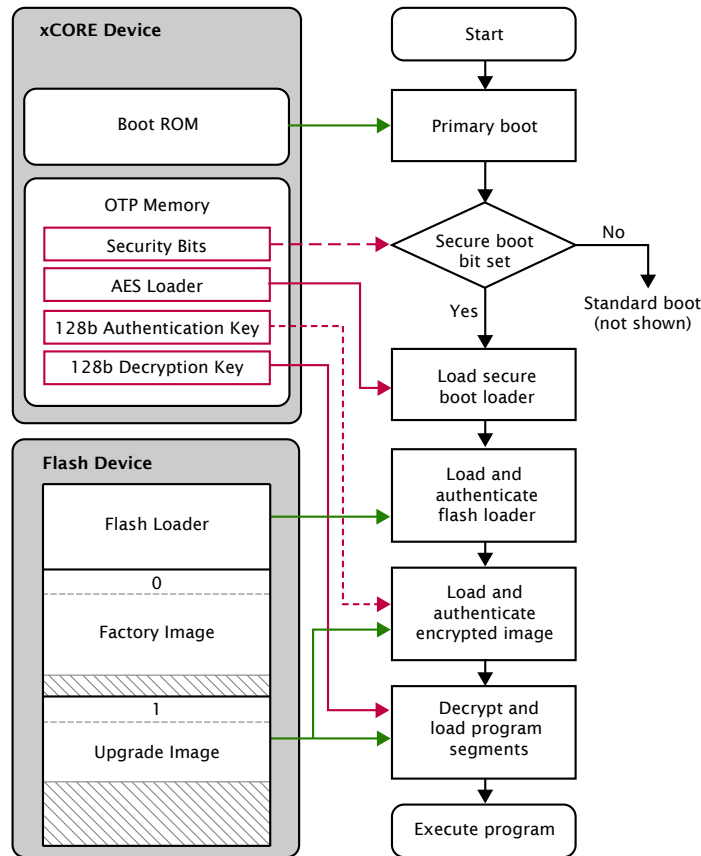 xCORE Device
Boot ROM
OTP Memory
Security Bits
AES Loader
128b Authentication Key
128b Decryption Key
Flash Device
Flash Loader
0
Factory Image
1
Upgrade Image
Start
Primary boot
Secure boot
bit set
No
Standard boot
(not shown)
Yes
Load secure
boot loader
Load and
authenticate
flash loader
Load and
authenticate
encrypted image
Decrypt and
load program
segments
Execute program